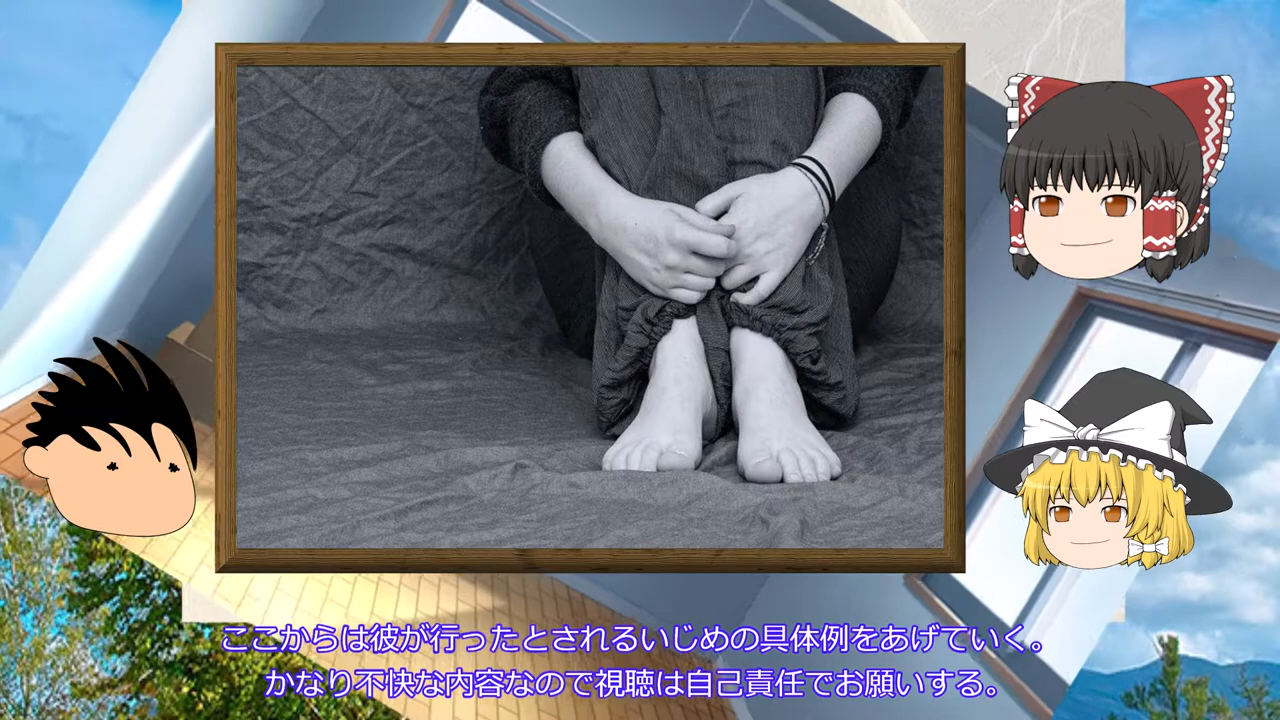 ここからは彼が行ったとされるいじめの具体例をあげていく。
かなり不快な内容なので視聴は自己責任でお願いする。